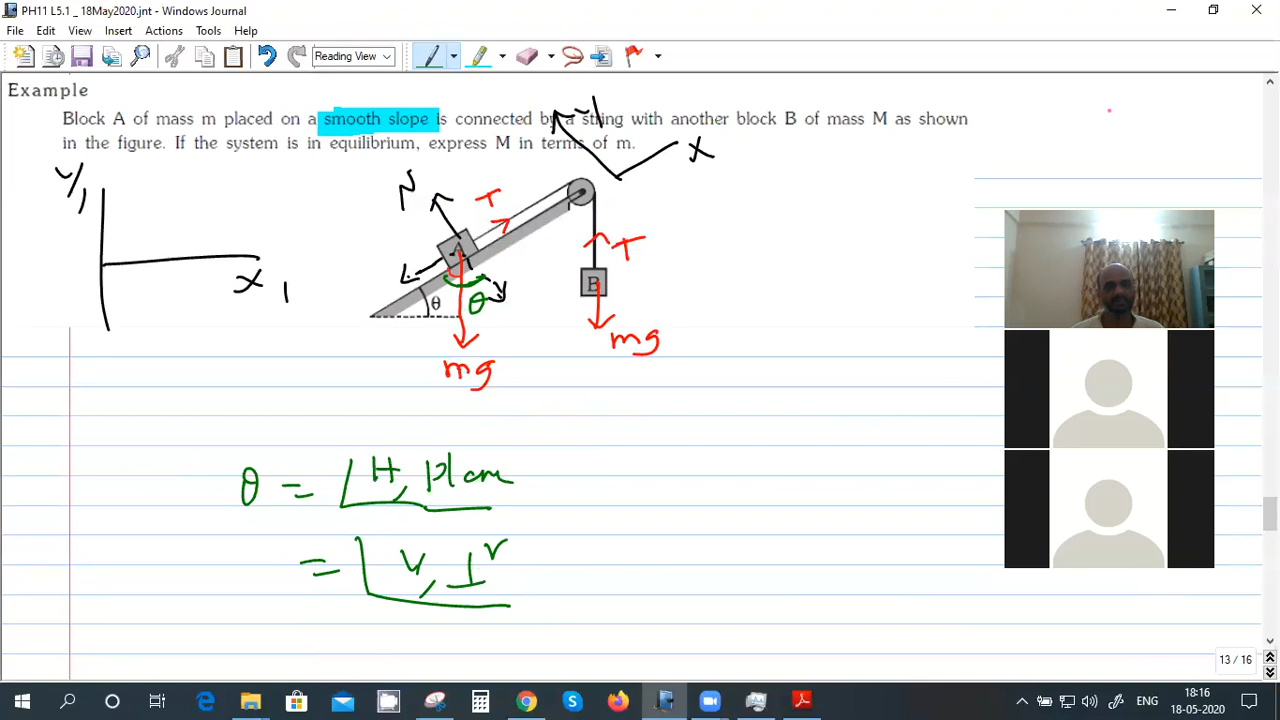 PH11 L5.1 _ 18May2020.jnt - Windows Journal
File Edit View Insert Actions Tools Help
Reading View
Example
Block A of mass m placed on a smooth slope is connected by a string with another block B of mass M as shown
in the figure. If the system is in equilibrium, express M in terms of m.
y
x
y
x
N
T
A
T
B
θ
θ
mg
mg
θ = ∠H, plane
= ∠V, ⊥r
13 / 16
ENG
18:16
18-05-2020